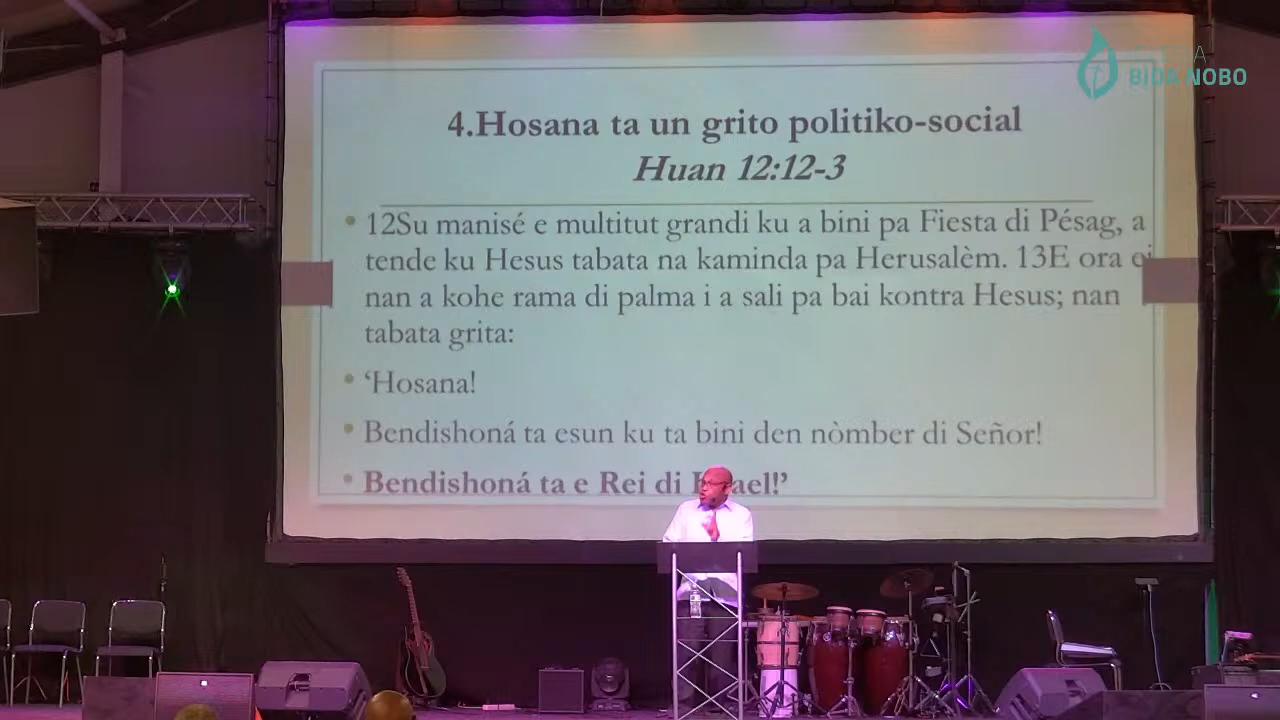 BIDA NOBO
4.Hosana ta un grito politiko-social
Huan 12:12-3
• 12Su manisé e multitut grandi ku a bini pa Fiesta di Pésag, a
tende ku Hesus tabata na kaminda pa Herusalèm. 13E ora ei
nan a kohe rama di palma i a sali pa bai kontra Hesus; nan
tabata grita:
• ‘Hosana!
• Bendishoná ta esun ku ta bini den nòmber di Señor!
• Bendishoná ta e Rei di